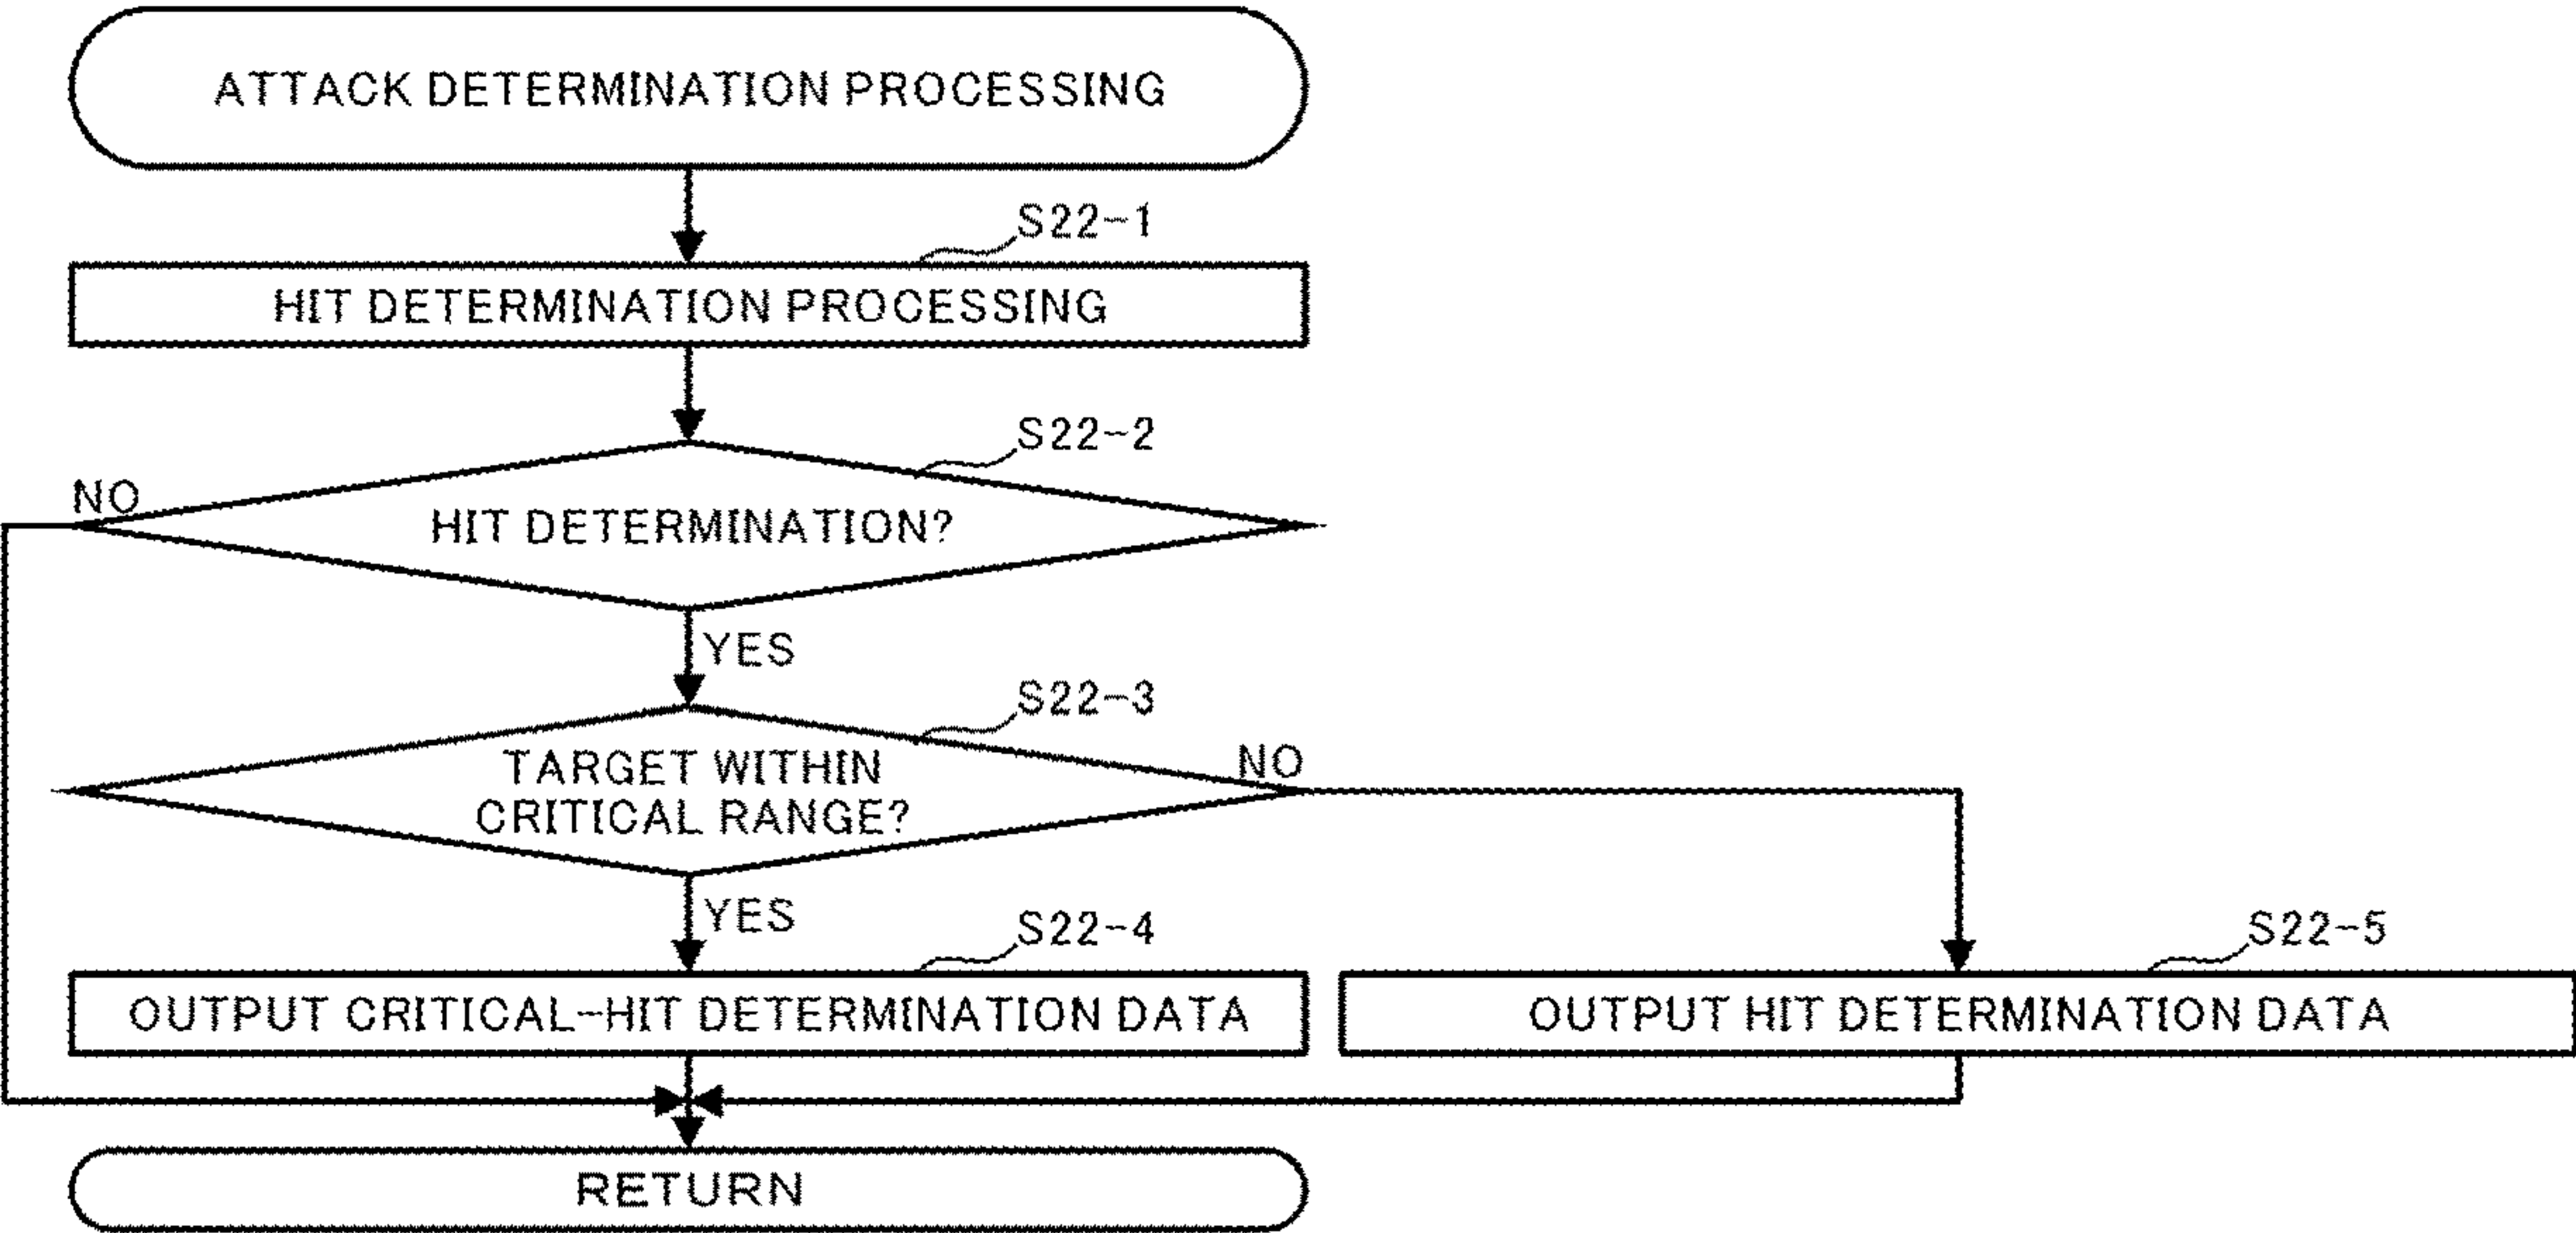 ATTACK DETERMINATION PROCESSING
S22-1
HIT DETERMINATION PROCESSING
S22-2
NO
HIT DETERMINATION?
YES
S22-3
TARGET WITHIN
CRITICAL RANGE?
NO
YES
S22-4
S22-5
OUTPUT CRITICAL-HIT DETERMINATION DATA
OUTPUT HIT DETERMINATION DATA
RETURN